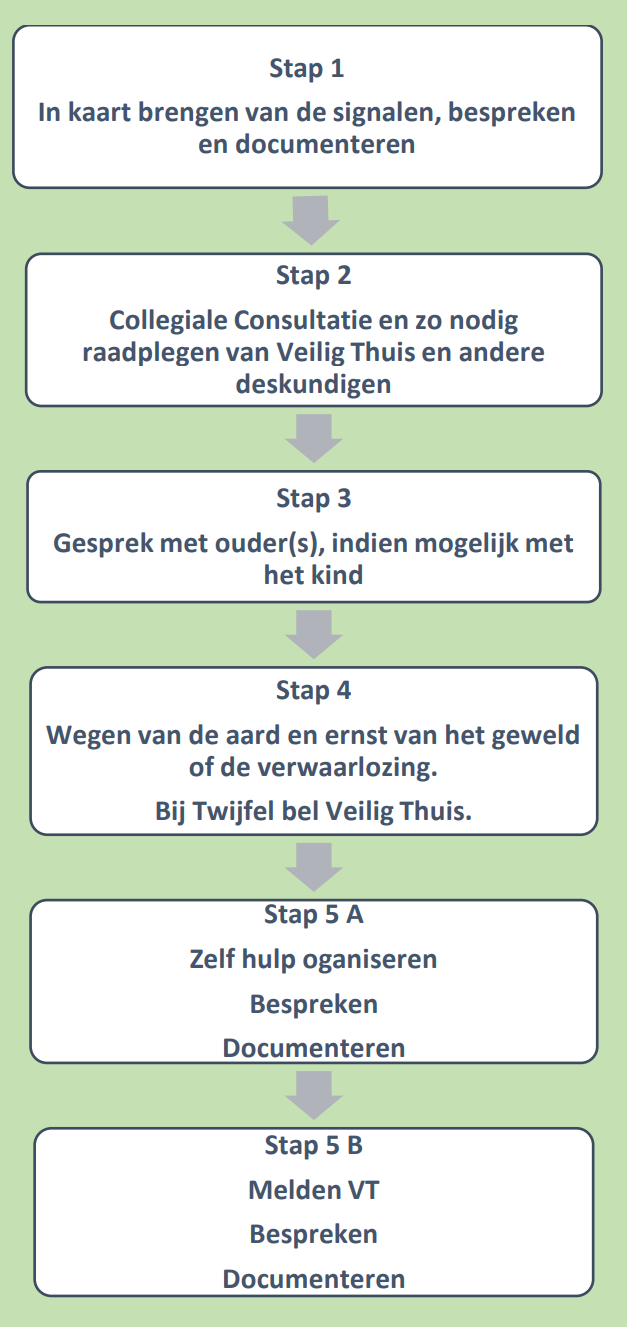 Stap 1
In kaart brengen van de signalen, bespreken
en documenteren
Stap 2
Collegiale Consultatie en zo nodig
raadplegen van Veilig Thuis en andere
deskundigen
Stap 3
Gesprek met ouder(s), indien mogelijk met
het kind
Stap 4
Wegen van de aard en ernst van het geweld
of de verwaarlozing.
Bij Twijfel bel Veilig Thuis.
Stap 5 A
Zelf hulp oganiseren
Bespreken
Documenteren
Stap 5 B
Melden VT
Bespreken
Documenteren